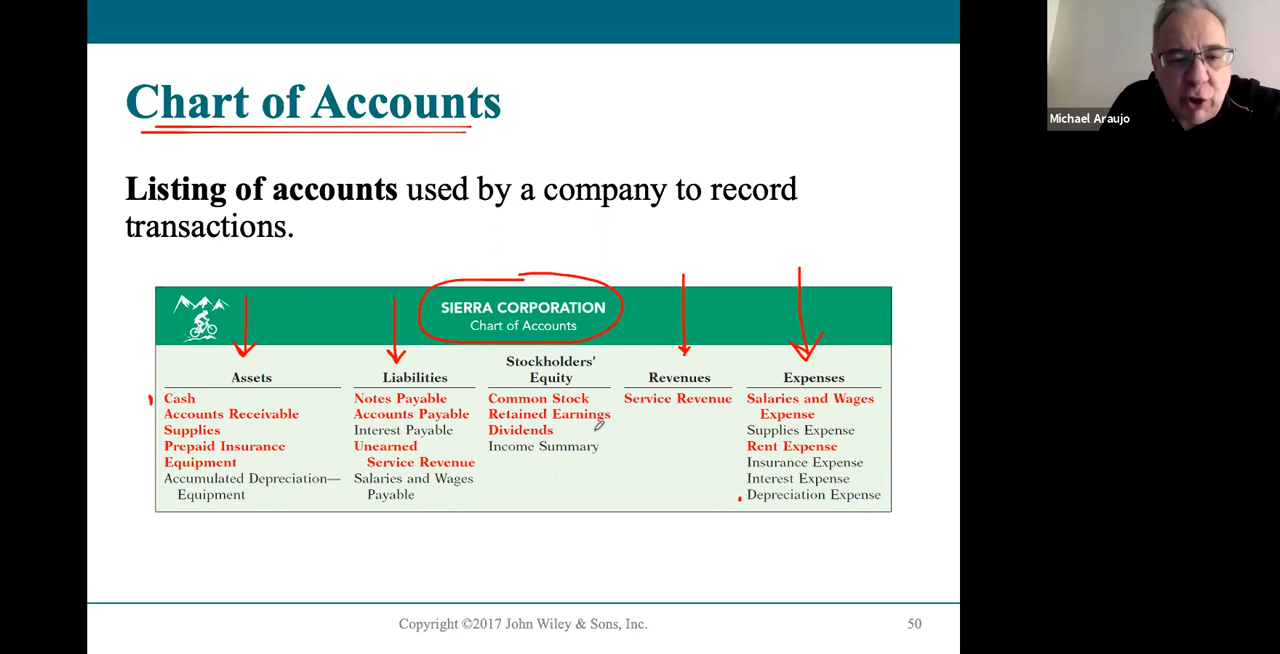 Chart of Accounts
Michael Araujo
Listing of accounts used by a company to record
transactions.
SIERRA CORPORATION
Chart of Accounts
Assets
Cash
Accounts Receivable
Supplies
Prepaid Insurance
Equipment
Accumulated Depreciation—
Equipment
Liabilities
Notes Payable
Accounts Payable
Interest Payable
Unearned
Service Revenue
Salaries and Wages
Payable
Stockholders'
Equity
Common Stock
Retained Earnings
Dividends
Income Summary
Revenues
Service Revenue
Expenses
Salaries and Wages
Expense
Supplies Expense
Rent Expense
Insurance Expense
Interest Expense
Depreciation Expense
Copyright ©2017 John Wiley & Sons, Inc.
50